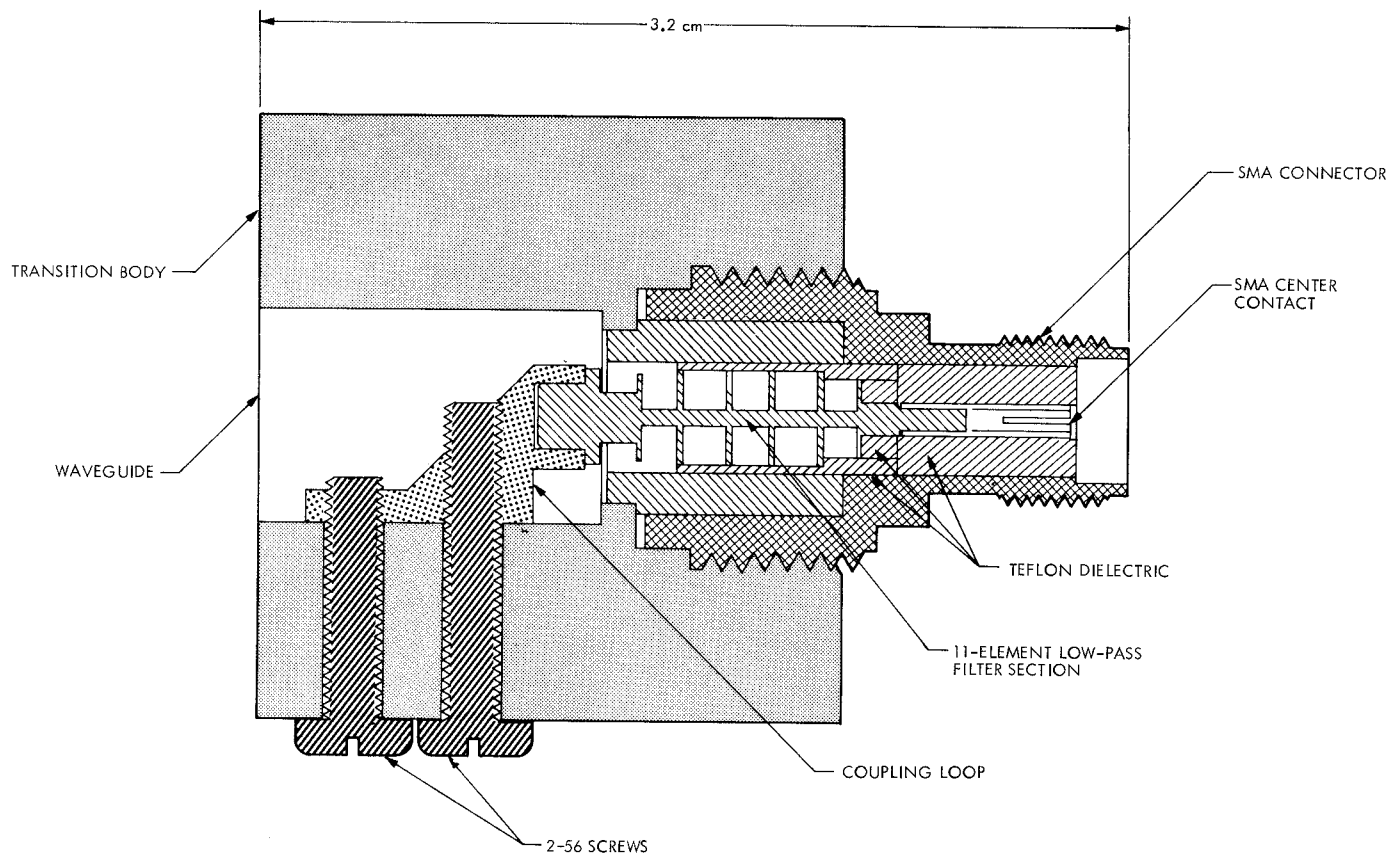 3.2 cm
SMA CONNECTOR
TRANSITION BODY
SMA CENTER
CONTACT
WAVEGUIDE
TEFLON DIELECTRIC
11-ELEMENT LOW-PASS
FILTER SECTION
COUPLING LOOP
2-56 SCREWS